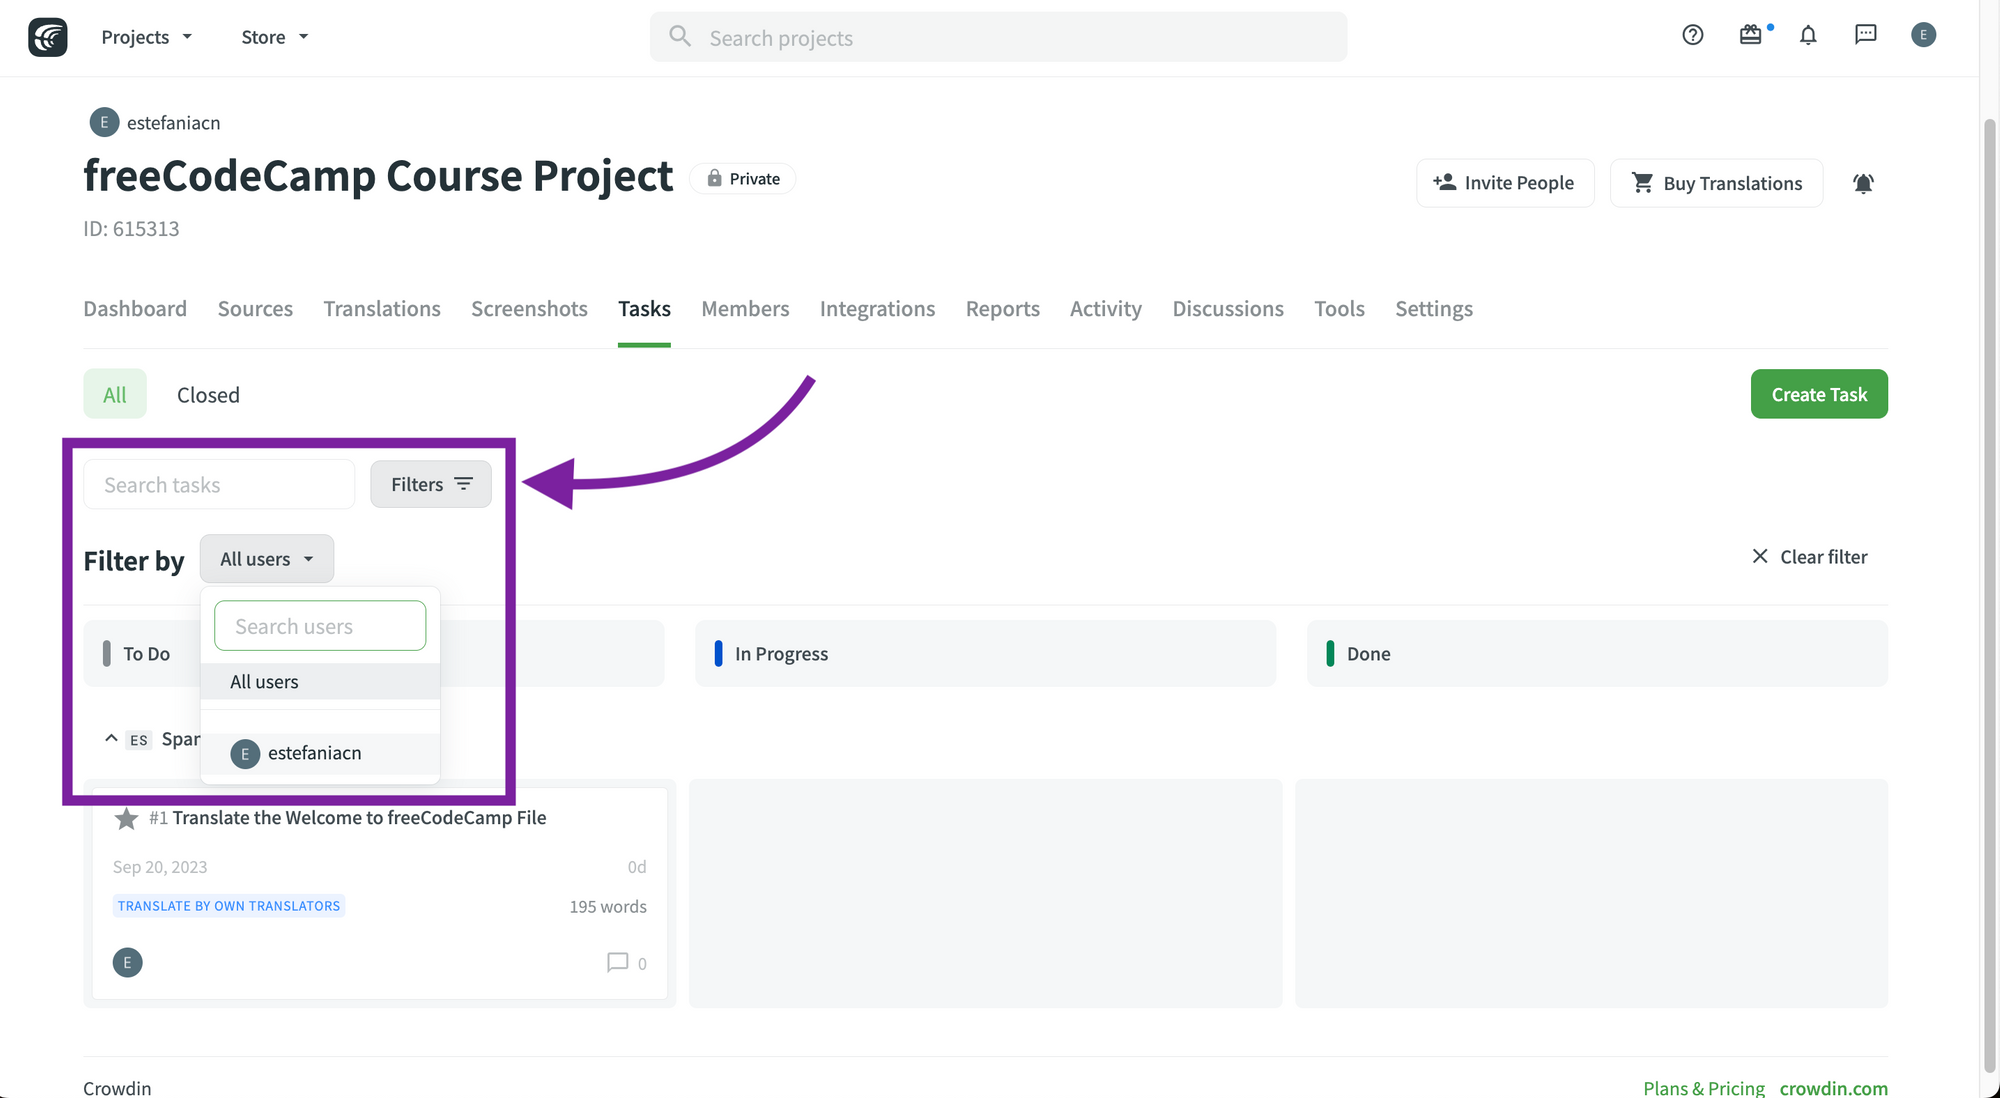 Projects Store Search projects E
E estefaniacn
freeCodeCamp Course Project Private
Invite People Buy Translations
ID: 615313
Dashboard Sources Translations Screenshots Tasks Members Integrations Reports Activity Discussions Tools Settings
All Closed Create Task
Search tasks Filters
Filter by All users Clear filter
Search users
To Do In Progress Done
All users
ES Span
E estefaniacn
#1 Translate the Welcome to freeCodeCamp File
Sep 20, 2023 0d
TRANSLATE BY OWN TRANSLATORS 195 words
E 0
Crowdin Plans & Pricing crowdin.com